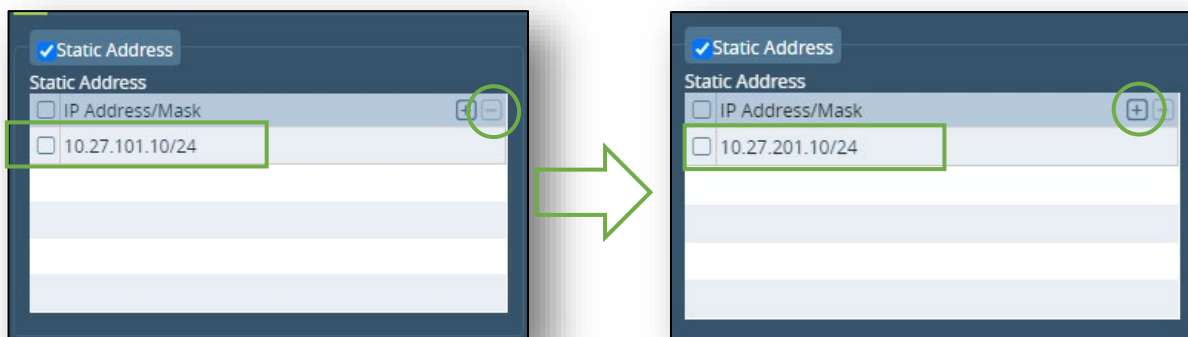 Static Address
Static Address
IP Address/Mask
10.27.101.10/24
Static Address
Static Address
IP Address/Mask
10.27.201.10/24